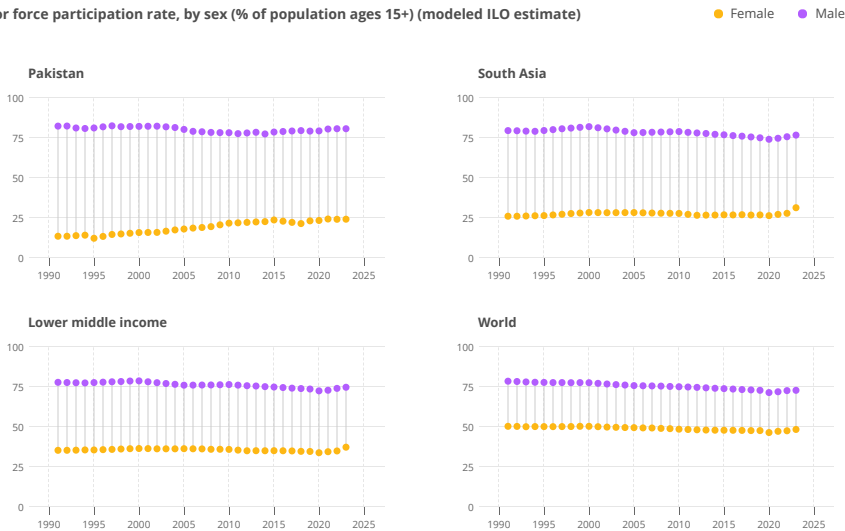 force participation rate, by sex (% of population ages 15+) (modeled ILO estimate)
Female Male
Pakistan
100
75
50
25
0
1990 1995 2000 2005 2010 2015 2020 2025
South Asia
100
75
50
25
0
1990 1995 2000 2005 2010 2015 2020 2025
Lower middle income
100
75
50
25
0
1990 1995 2000 2005 2010 2015 2020 2025
World
100
75
50
25
0
1990 1995 2000 2005 2010 2015 2020 2025